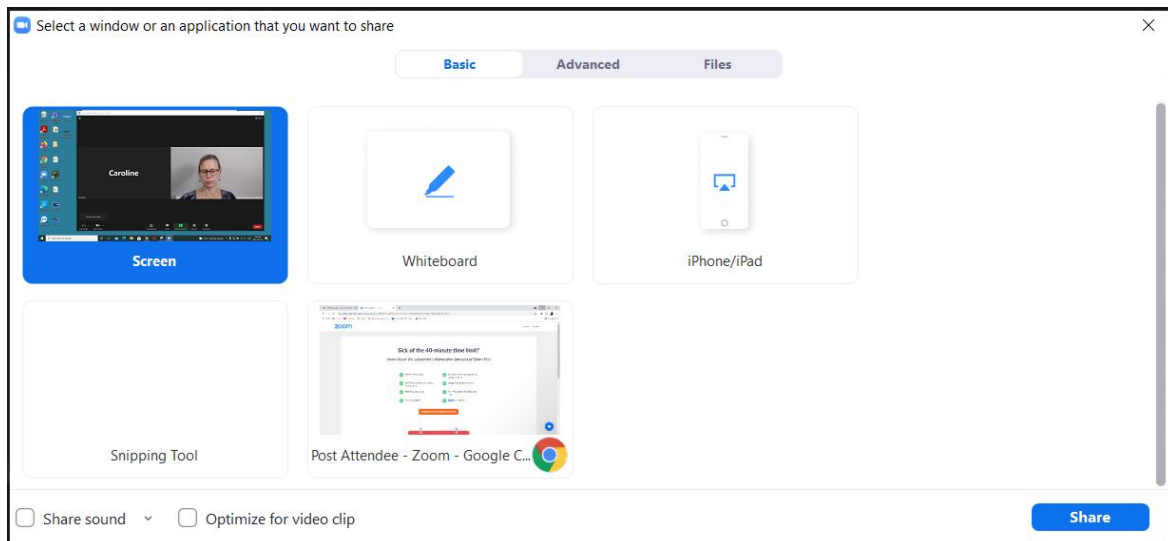 Select a window or an application that you want to share
Basic
Advanced
Files
Caroline
Screen
Whiteboard
iPhone/iPad
zoom
Sick of the 40-minute time limit?
Snipping Tool
Post Attendee - Zoom - Google C...
Share sound
Optimize for video clip
Share